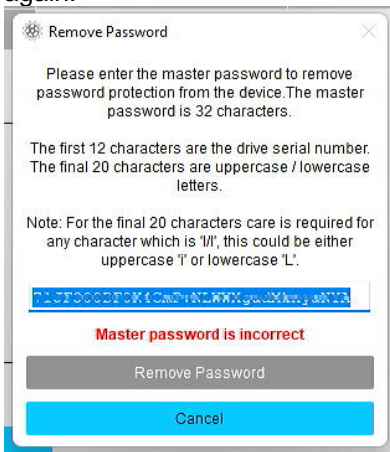 again.
Remove Password
Please enter the master password to remove
password protection from the device.The master
password is 32 characters.
The first 12 characters are the drive serial number.
The final 20 characters are uppercase / lowercase
letters.
Note: For the final 20 characters care is required for
any character which is 'I/l', this could be either
uppercase 'i' or lowercase 'L'.
Master password is incorrect
Remove Password
Cancel